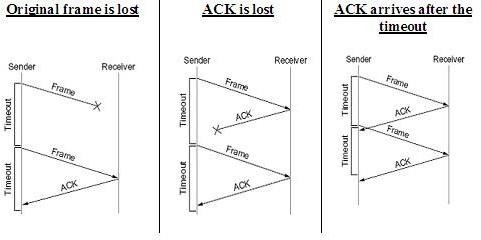 Original frame is lost
Sender Receiver
Frame
Timeout
Frame
Timeout
ACK
ACK is lost
Sender Receiver
Frame
Timeout
ACK
Frame
Timeout
ACK
ACK arrives after the
timeout
Sender Receiver
Frame
Timeout
ACK
Frame
Timeout
ACK